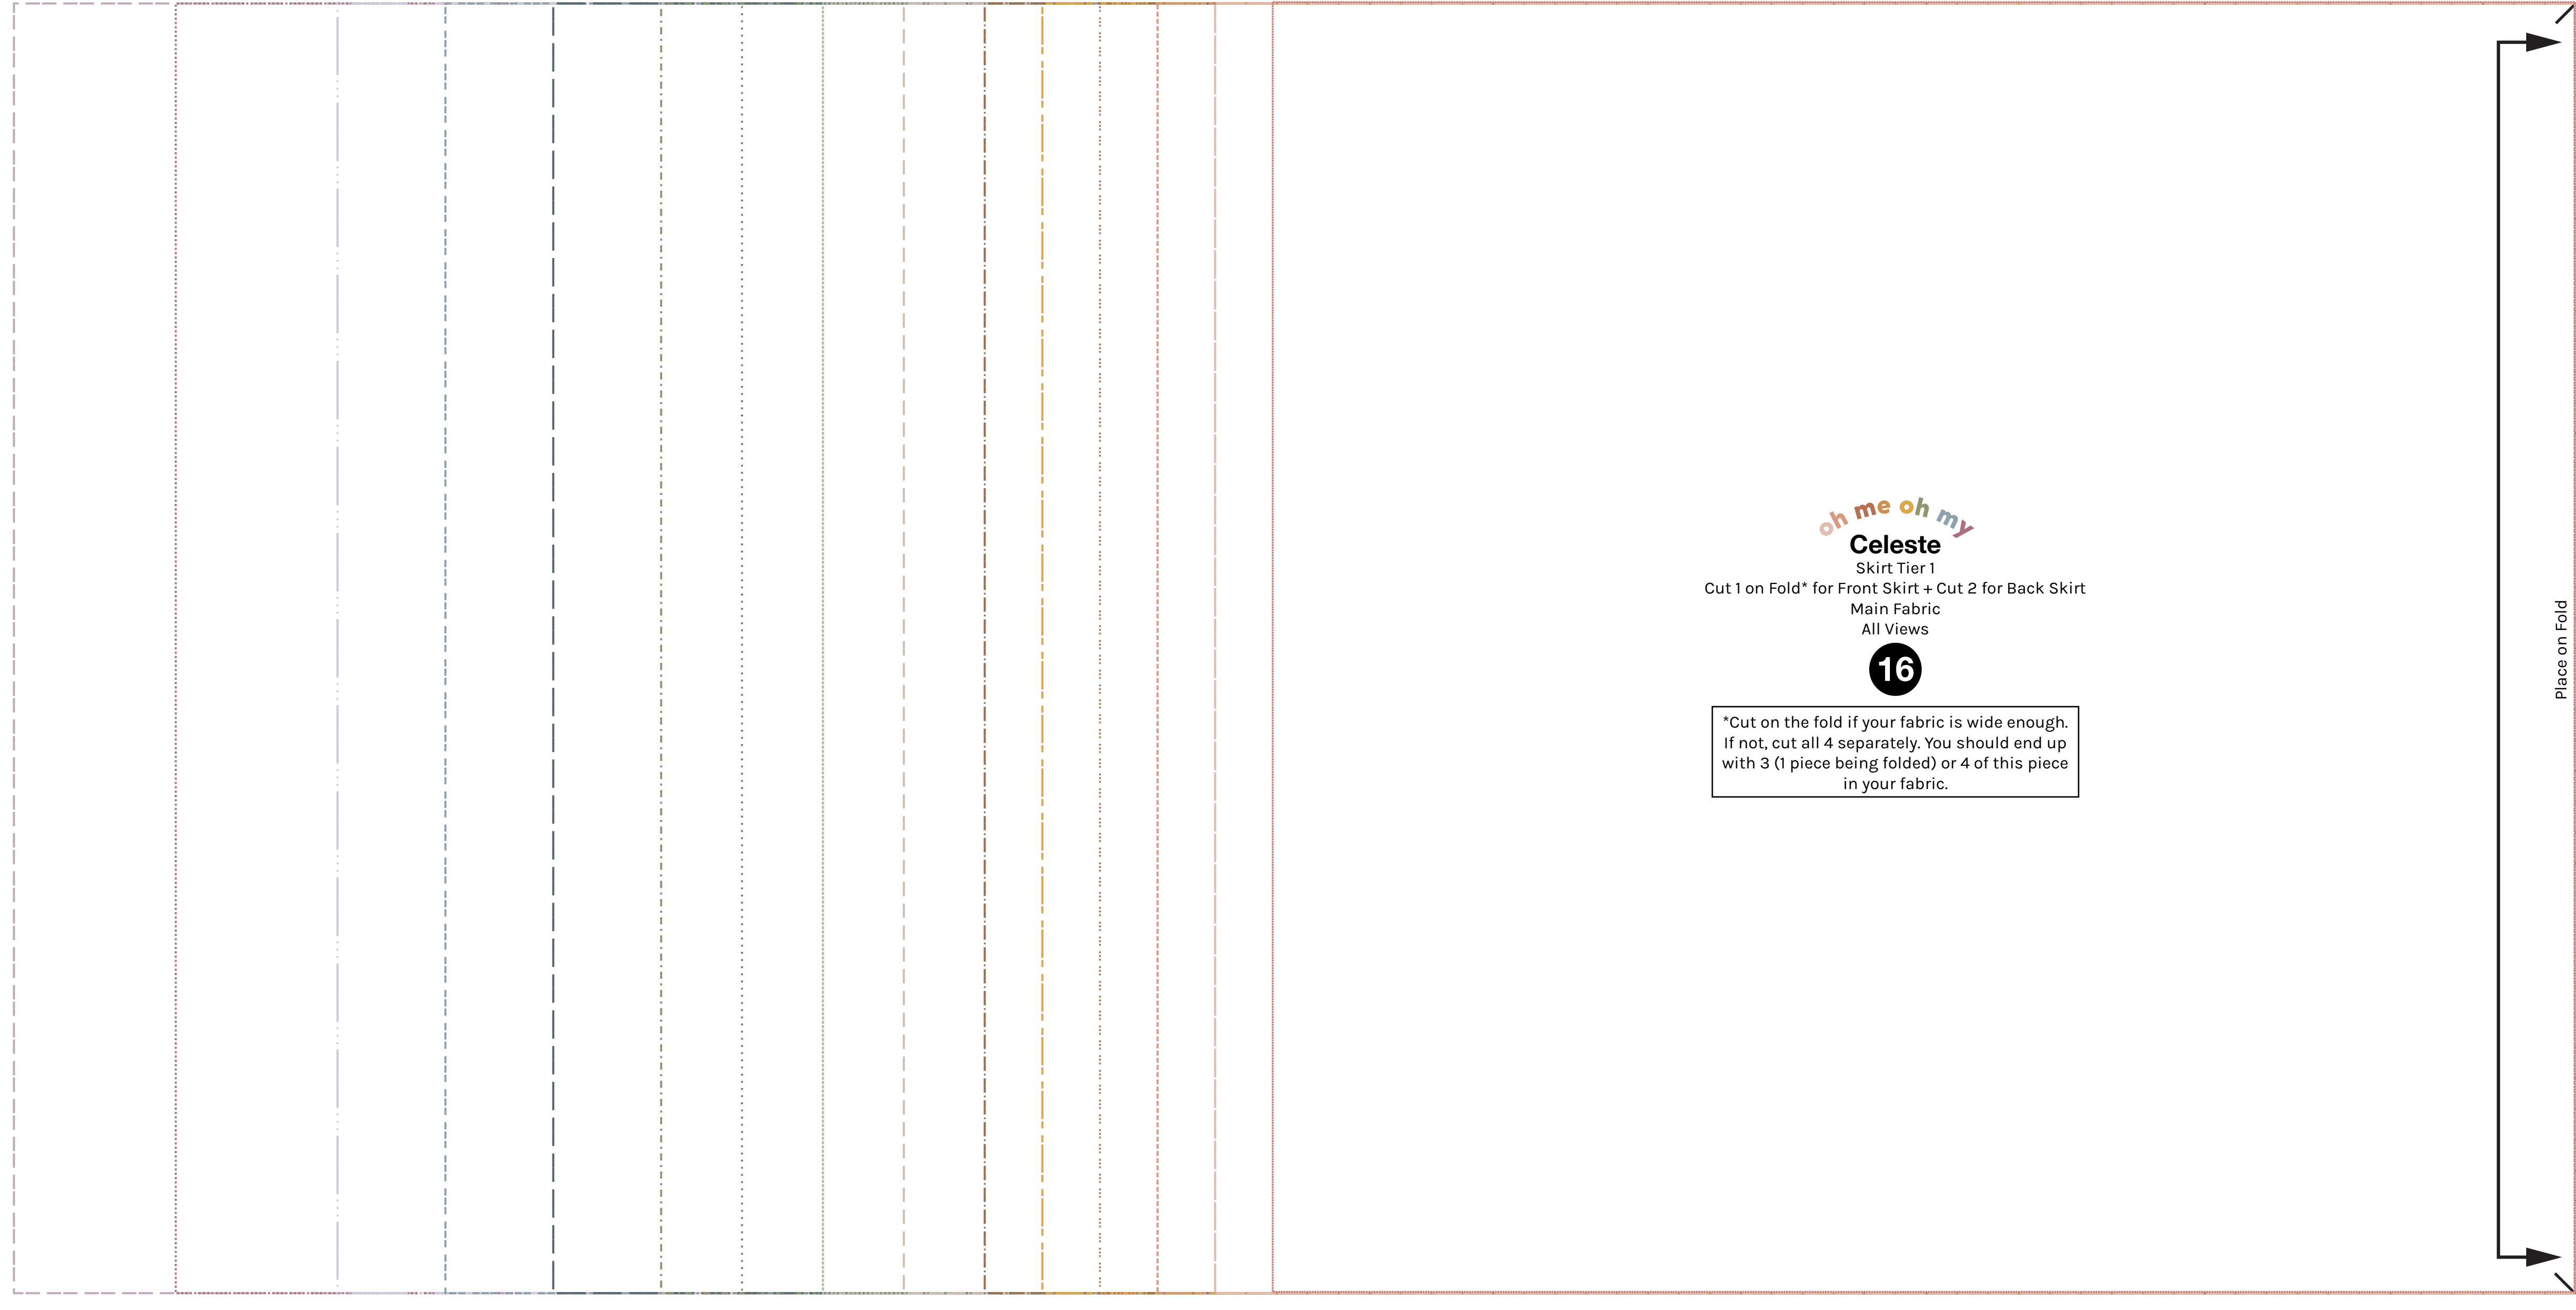 oh me oh my
Celeste
Skirt Tier 1
Cut 1 on Fold* for Front Skirt + Cut 2 for Back Skirt
Main Fabric
All Views
16
*Cut on the fold if your fabric is wide enough.
If not, cut all 4 separately. You should end up
with 3 (1 piece being folded) or 4 of this piece
in your fabric.
Place on Fold